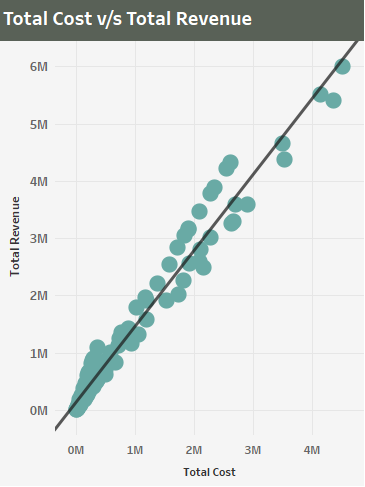 Total Cost v/s Total Revenue
6M
5M
4M
3M
2M
1M
0M
Total Revenue
0M 1M 2M 3M 4M
Total Cost